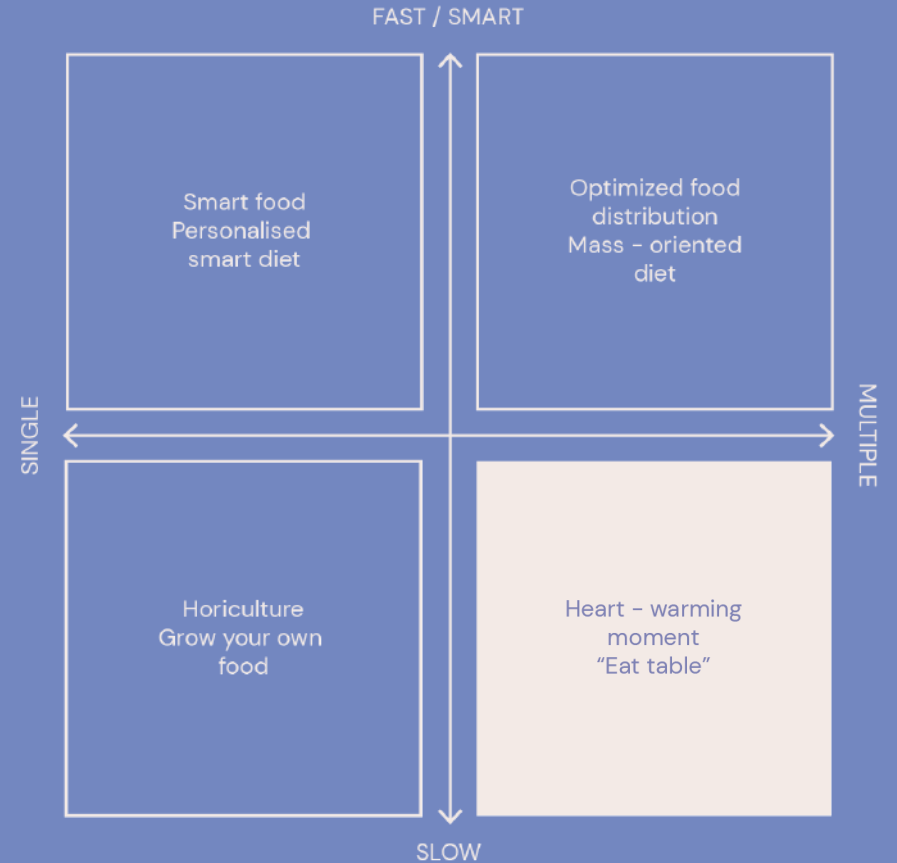 FAST / SMART
Smart food
Personalised
smart diet
Optimized food
distribution
Mass - oriented
diet
SINGLE
MULTIPLE
Horiculture
Grow your own
food
Heart - warming
moment
“Eat table”
SLOW